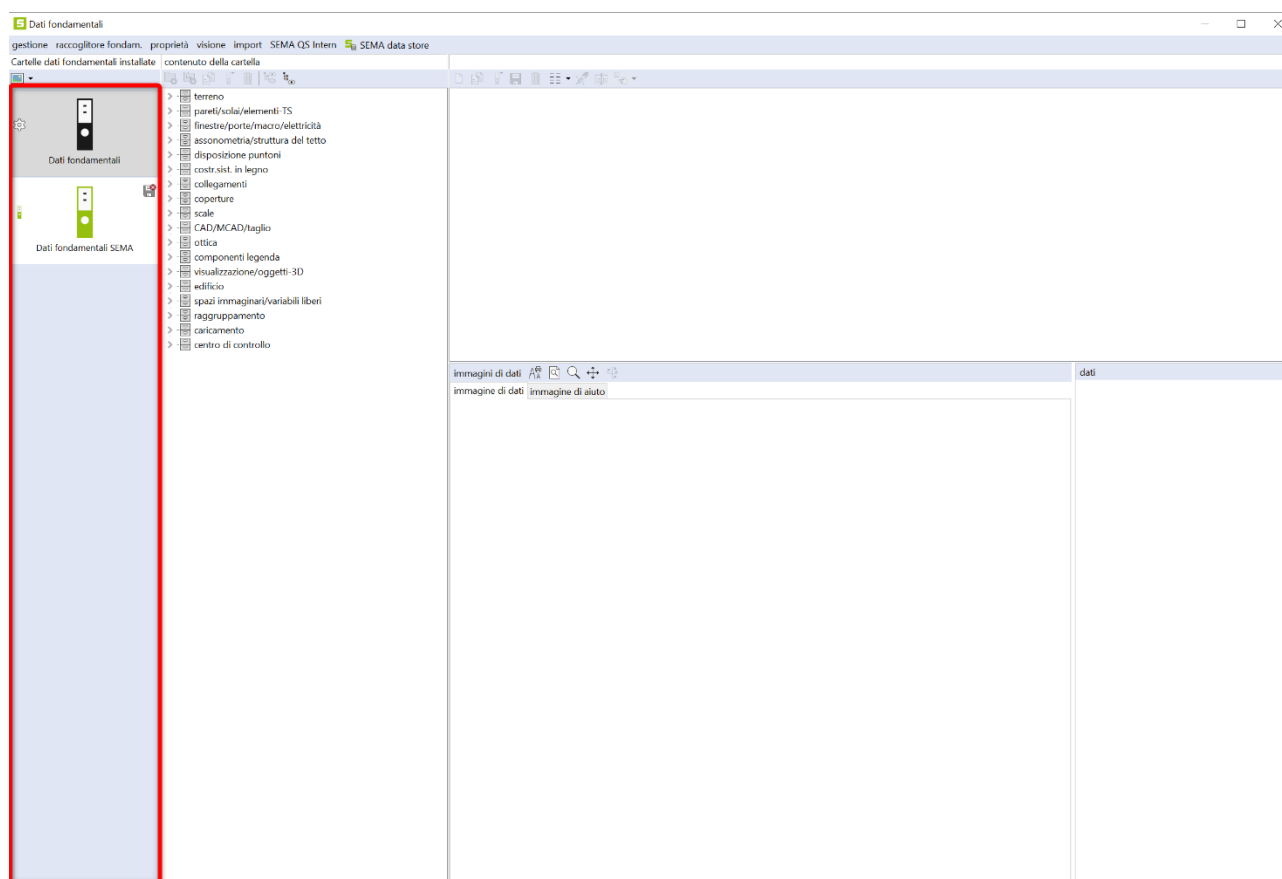 Dati fondamentali
gestione raccoglitore fondam. proprietà visione import SEMA QS Intern SEMA data store
Cartelle dati fondamentali installate contenuto della cartella
Dati fondamentali
Dati fondamentali SEMA
terreno
pareti/solai/elementi-TS
finestre/porte/macro/elettricità
assonometria/struttura del tetto
disposizione puntoni
costr.sist. in legno
collegamenti
coperture
scale
CAD/MCAD/taglio
ottica
componenti legenda
visualizzazione/oggetti-3D
edificio
spazi immaginari/variabili liberi
raggruppamento
caricamento
centro di controllo
immagini di dati
immagine di dati immagine di aiuto
dati